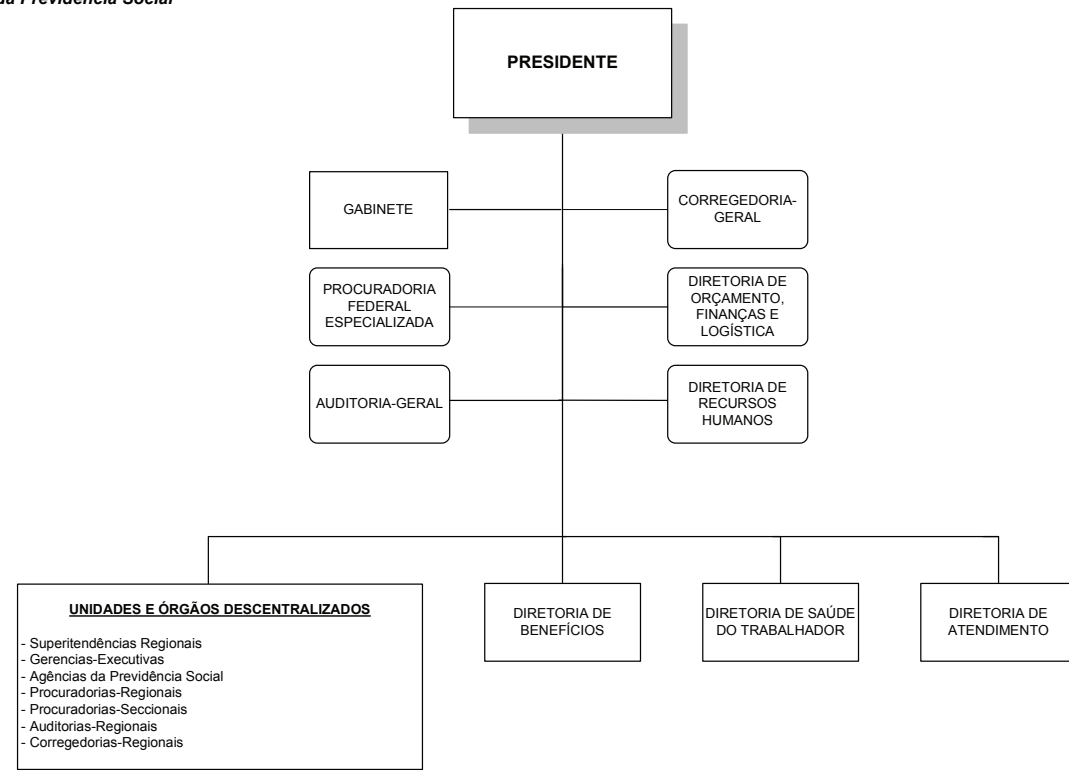 da Previdência Social
PRESIDENTE
GABINETE
CORREGEDORIA-
GERAL
PROCURADORIA
FEDERAL
ESPECIALIZADA
DIRETORIA DE
ORÇAMENTO,
FINANÇAS E
LOGÍSTICA
AUDITORIA-GERAL
DIRETORIA DE
RECURSOS
HUMANOS
UNIDADES E ÓRGÃOS DESCENTRALIZADOS
- Superitendências Regionais
- Gerencias-Executivas
- Agências da Previdência Social
- Procuradorias-Regionais
- Procuradorias-Seccionais
- Auditorias-Regionais
- Corregedorias-Regionais
DIRETORIA DE
BENEFÍCIOS
DIRETORIA DE SAÚDE
DO TRABALHADOR
DIRETORIA DE
ATENDIMENTO